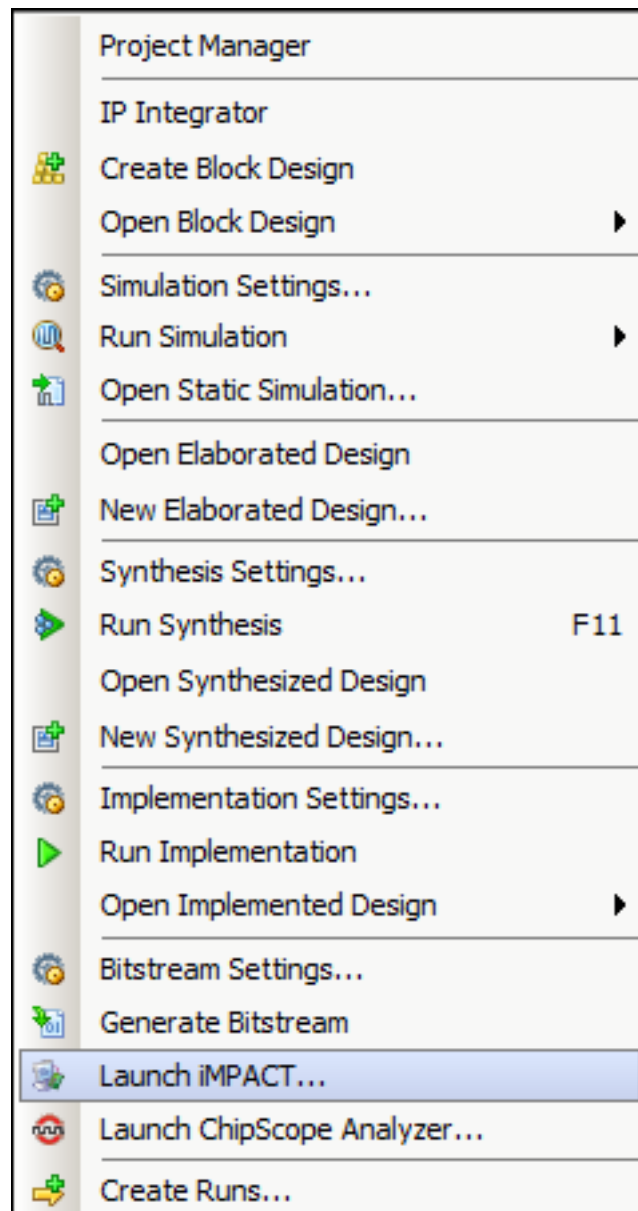 Project Manager
IP Integrator
Create Block Design
Open Block Design
Simulation Settings...
Run Simulation
Open Static Simulation...
Open Elaborated Design
New Elaborated Design...
Synthesis Settings...
Run Synthesis F11
Open Synthesized Design
New Synthesized Design...
Implementation Settings...
Run Implementation
Open Implemented Design
Bitstream Settings...
Generate Bitstream
Launch iMPACT...
Launch ChipScope Analyzer...
Create Runs...